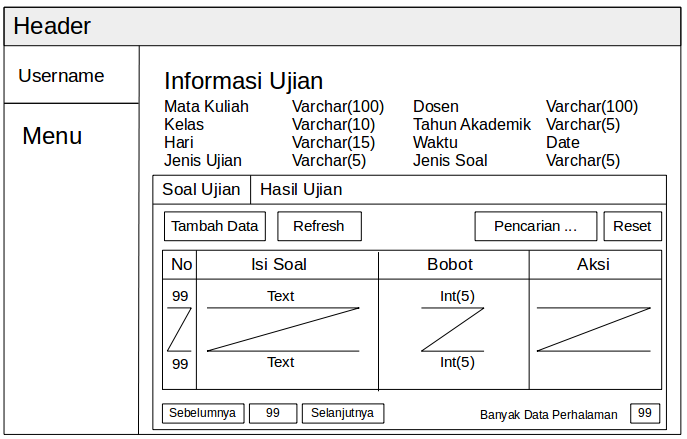 Header
Username
Menu
Informasi Ujian
Mata Kuliah Varchar(100) Dosen Varchar(100)
Kelas Varchar(10) Tahun Akademik Varchar(5)
Hari Varchar(15) Waktu Date
Jenis Ujian Varchar(5) Jenis Soal Varchar(5)
Soal Ujian Hasil Ujian
Tambah Data Refresh Pencarian ... Reset
No Isi Soal Bobot Aksi
99 Text Int(5)
99 Text Int(5)
Sebelumnya 99 Selanjutnya Banyak Data Perhalaman 99